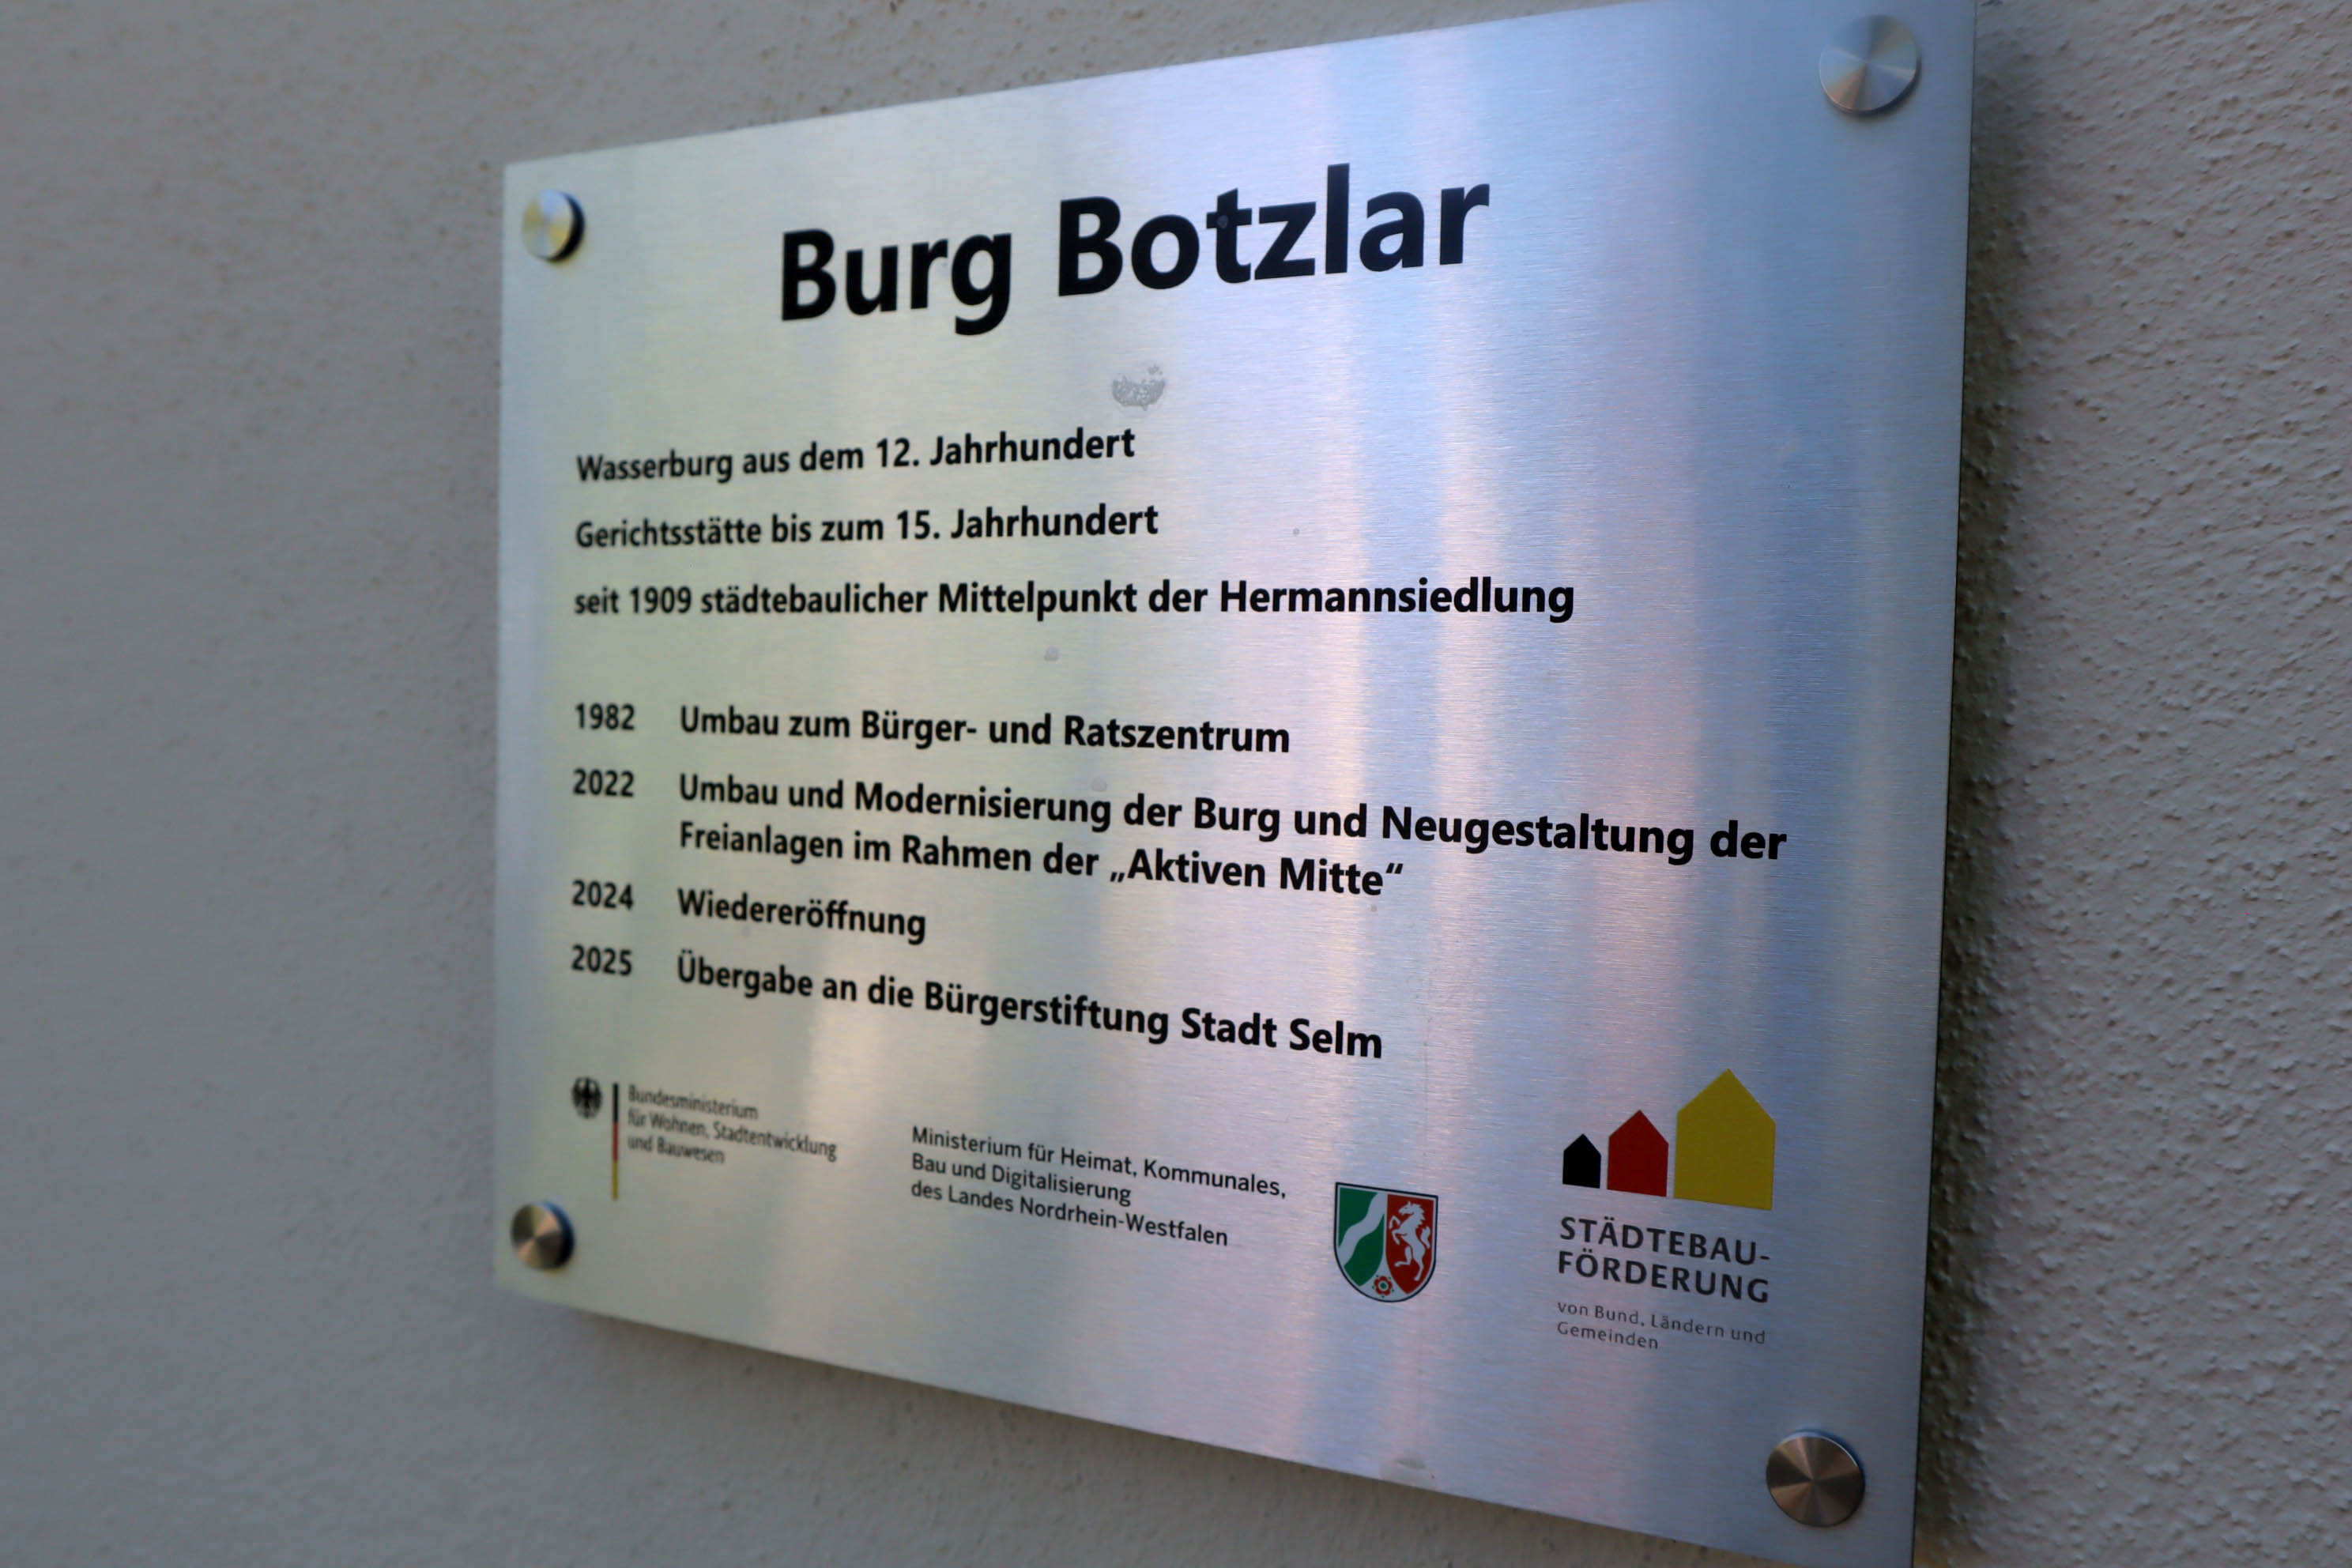 Burg Botzlar
Wasserburg aus dem 12. Jahrhundert
Gerichtsstätte bis zum 15. Jahrhundert
seit 1909 städtebaulicher Mittelpunkt der Hermannsiedlung
1982 Umbau zum Bürger- und Ratszentrum
2022 Umbau und Modernisierung der Burg und Neugestaltung der
Freianlagen im Rahmen der „Aktiven Mitte“
2024 Wiedereröffnung
2025 Übergabe an die Bürgerstiftung Stadt Selm
Bundesministerium
für Wohnen, Stadtentwicklung
und Bauwesen
Ministerium für Heimat, Kommunales,
Bau und Digitalisierung
des Landes Nordrhein-Westfalen
STÄDTEBAU-
FÖRDERUNG
von Bund, Ländern und
Gemeinden